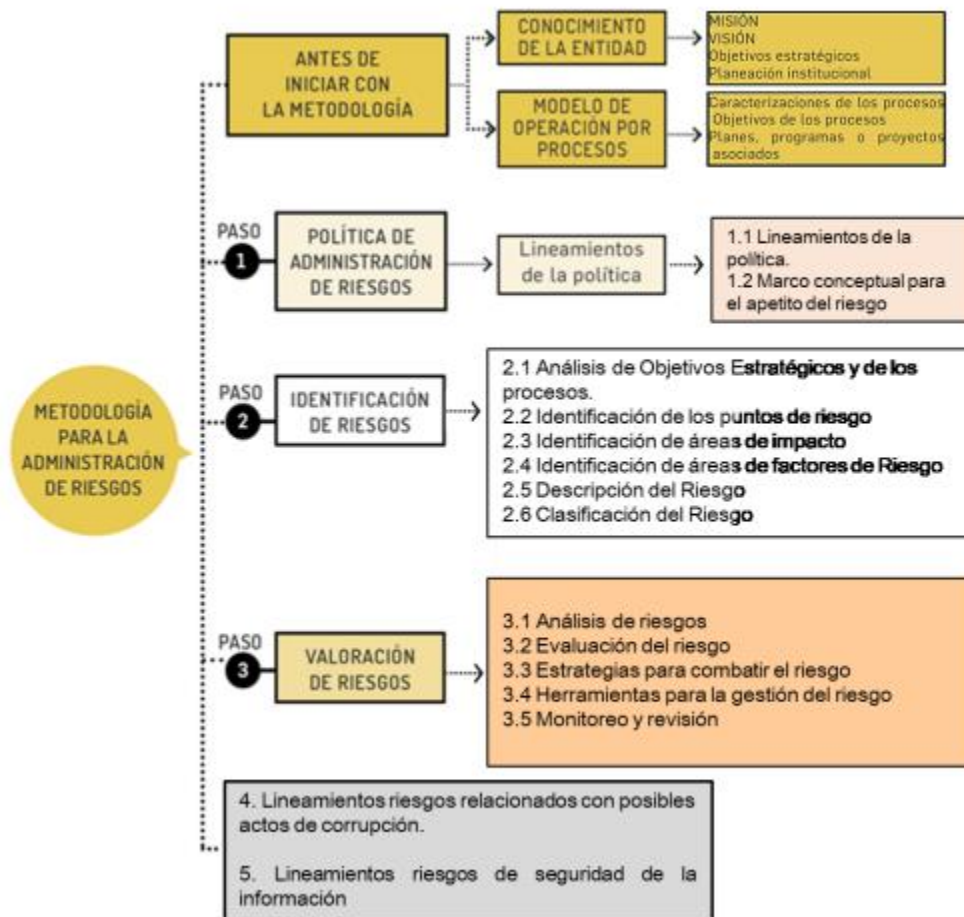 METODOLOGÍA
PARA LA
ADMINISTRACIÓN
DE RIESGOS
ANTES DE
INICIAR CON
LA METODOLOGÍA
CONOCIMIENTO
DE LA ENTIDAD
MISIÓN
VISIÓN
Objetivos estratégicos
Planeación institucional
MODELO DE
OPERACIÓN POR
PROCESOS
Caracterizaciones de los procesos
Objetivos de los procesos
Planes, programas o proyectos
asociados
PASO
1
POLÍTICA DE
ADMINISTRACIÓN
DE RIESGOS
Lineamientos
de la política
1.1 Lineamientos de la
política.
1.2 Marco conceptual para
el apetito del riesgo
PASO
2
IDENTIFICACIÓN
DE RIESGOS
2.1 Análisis de Objetivos Estratégicos y de los
procesos.
2.2 Identificación de los puntos de riesgo
2.3 Identificación de áreas de impacto
2.4 Identificación de áreas de factores de Riesgo
2.5 Descripción del Riesgo
2.6 Clasificación del Riesgo
PASO
3
VALORACIÓN
DE RIESGOS
3.1 Análisis de riesgos
3.2 Evaluación del riesgo
3.3 Estrategias para combatir el riesgo
3.4 Herramientas para la gestión del riesgo
3.5 Monitoreo y revisión
4. Lineamientos riesgos relacionados con posibles
actos de corrupción.
5. Lineamientos riesgos de seguridad de la
información